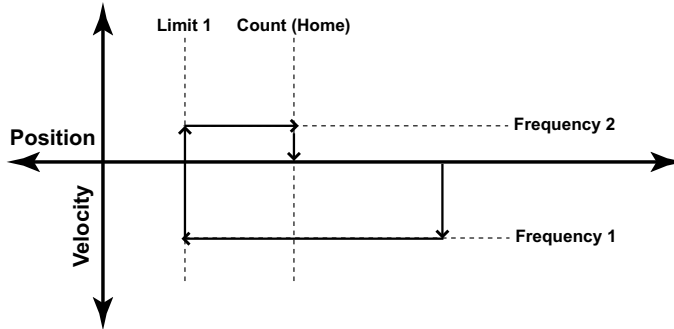 Limit 1
Count (Home)
Frequency 2
Position
Velocity
Frequency 1